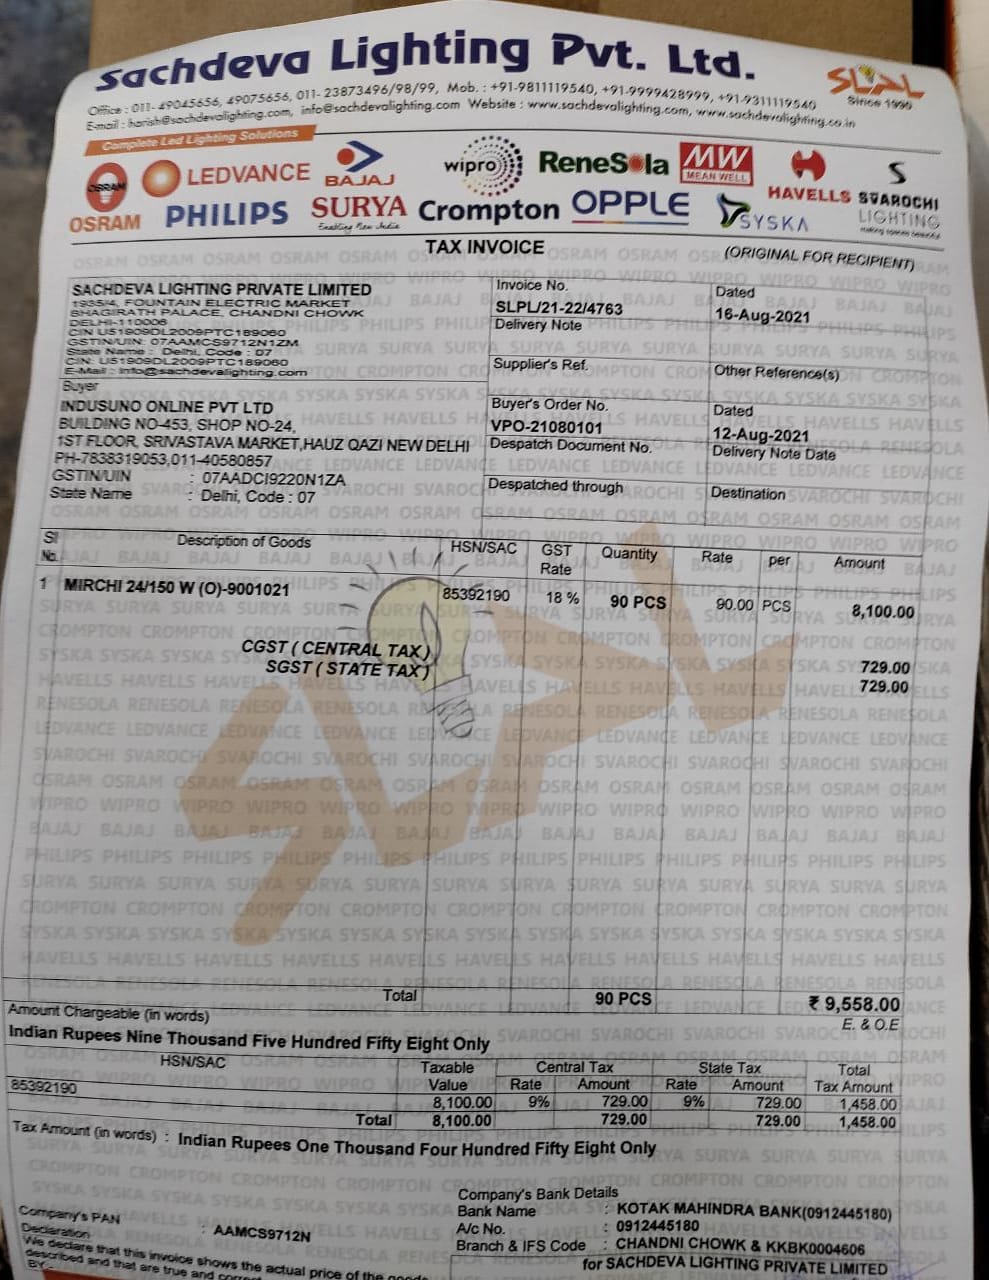 Sachdeva Lighting Pvt. Ltd.
SLPL
Since 1990
Office : 011- 49045656, 49075656, 011- 23873496/98/99, Mob. : +91-9811119540, +91-9999428999, +91-9311119540
E-mail : harish@sachdevalighting.com, info@sachdevalighting.com Website : www.sachdevalighting.com, www.sachdevalighting.co.in
Complete Led Lighting Solutions
OSRAM LEDVANCE BAJAJ wipro ReneSola MW MEAN WELL HAVELLS SVAROCHI LIGHTING
OSRAM PHILIPS SURYA Crompton OPPLE SYSKA
Enlighting New India
TAX INVOICE
(ORIGINAL FOR RECIPIENT)
SACHDEVA LIGHTING PRIVATE LIMITED
1935/4, FOUNTAIN ELECTRIC MARKET
BHAGIRATH PALACE, CHANDNI CHOWK
DELHI-110006
CIN U51909DL2009PTC189060
GSTIN/UIN: 07AAMCS9712N1ZM
State Name : Delhi, Code : 07
CIN: U51909DL2009PTC189060
E-Mail : info@sachdevalighting.com
Invoice No. Dated
SLPL/21-22/4763 16-Aug-2021
Delivery Note
Supplier's Ref. Other Reference(s)
Buyer
INDUSUNO ONLINE PVT LTD
BUILDING NO-453, SHOP NO-24,
1ST FLOOR, SRIVASTAVA MARKET,HAUZ QAZI NEW DELHI
PH-7838319053,011-40580857
GSTIN/UIN : 07AADCI9220N1ZA
State Name : Delhi, Code : 07
Buyer's Order No. Dated
VPO-21080101 12-Aug-2021
Despatch Document No. Delivery Note Date
Despatched through Destination
Sl No. Description of Goods HSN/SAC GST Rate Quantity Rate per Amount
1 MIRCHI 24/150 W (O)-9001021 85392190 18 % 90 PCS 90.00 PCS 8,100.00
CGST ( CENTRAL TAX ) 729.00
SGST ( STATE TAX ) 729.00
Total 90 PCS ₹ 9,558.00
Amount Chargeable (in words) E. & O.E
Indian Rupees Nine Thousand Five Hundred Fifty Eight Only
HSN/SAC Taxable Central Tax State Tax Total
Value Rate Amount Rate Amount Tax Amount
85392190 8,100.00 9% 729.00 9% 729.00 1,458.00
Total 8,100.00 729.00 729.00 1,458.00
Tax Amount (in words) : Indian Rupees One Thousand Four Hundred Fifty Eight Only
Company's Bank Details
Bank Name : KOTAK MAHINDRA BANK(0912445180)
A/c No. : 0912445180
Branch & IFS Code : CHANDNI CHOWK & KKBK0004606
Company's PAN : AAMCS9712N
Declaration
We declare that this invoice shows the actual price of the goods
described and that are true and
for SACHDEVA LIGHTING PRIVATE LIMITED